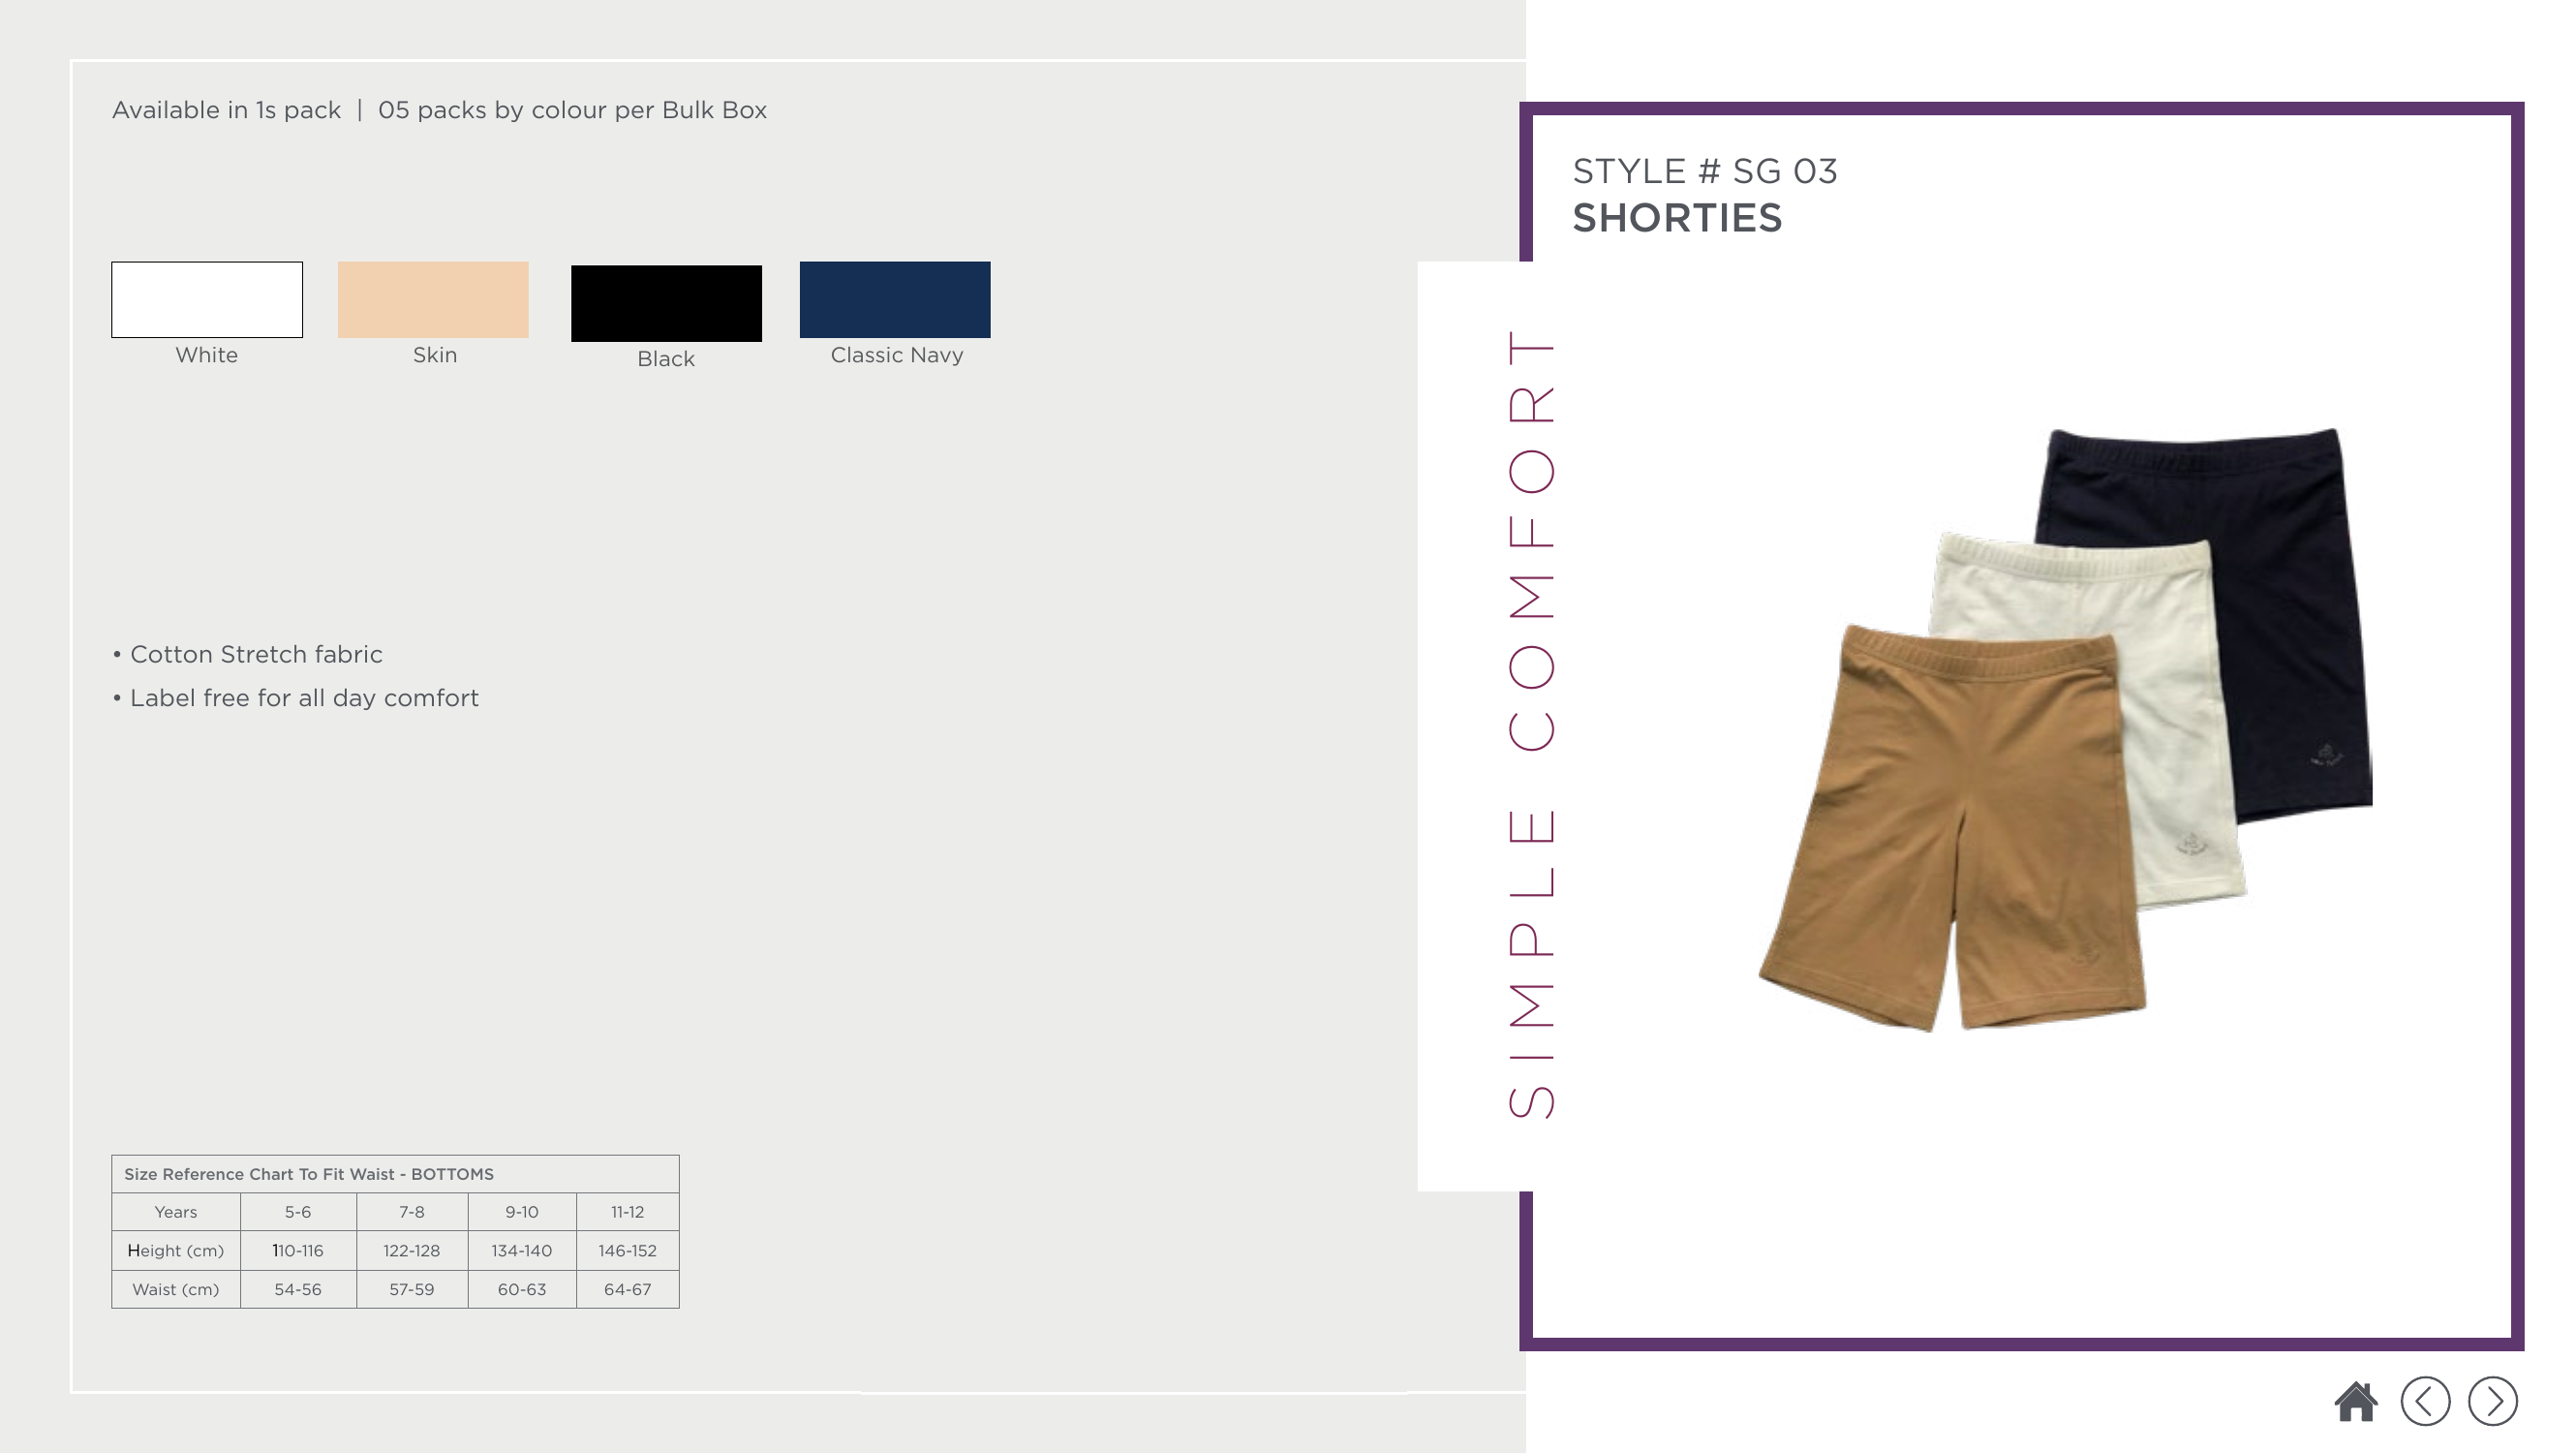 Available in 1s pack | 05 packs by colour per Bulk Box
White
Skin
Black
Classic Navy
• Cotton Stretch fabric
• Label free for all day comfort
Size Reference Chart To Fit Waist - BOTTOMS
Years 5-6 7-8 9-10 11-12
Height (cm) 110-116 122-128 134-140 146-152
Waist (cm) 54-56 57-59 60-63 64-67
SIMPLE COMFORT
STYLE # SG 03
SHORTIES